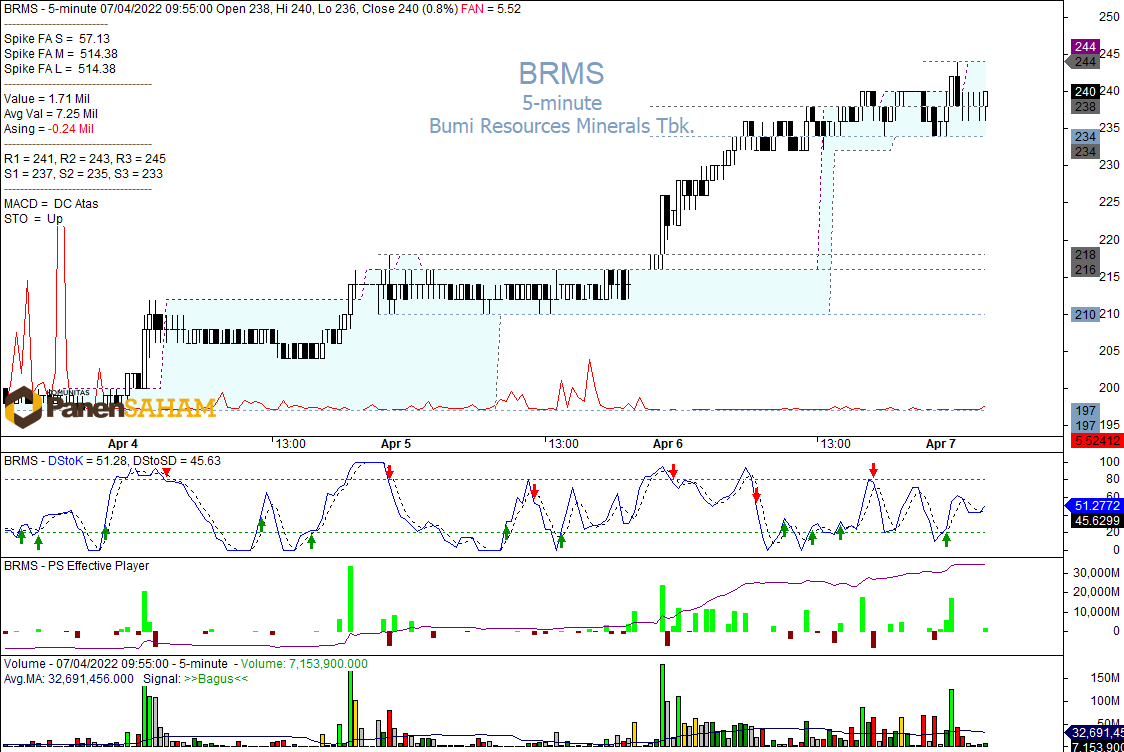 BRMS - 5-minute 07/04/2022 09:55:00 Open 238, Hi 240, Lo 236, Close 240 (0.8%) FAN = 5.52
Spike FA S = 57.13
Spike FA M = 514.38
Spike FA L = 514.38
Value = 1.71 Mil
Avg Val = 7.25 Mil
Asing = -0.24 Mil
R1 = 241, R2 = 243, R3 = 245
S1 = 237, S2 = 235, S3 = 233
MACD = DC Atas
STO = Up
BRMS
5-minute
Bumi Resources Minerals Tbk.
KOMUNITAS
PanenSAHAM
250
245
240
235
230
225
220
215
210
205
200
195
244
244
240
238
234
234
218
216
210
197
197
5.52412
Apr 4
13:00
Apr 5
13:00
Apr 6
13:00
Apr 7
BRMS - DStoK = 51.28, DStoSD = 45.63
100
80
60
20
0
51.2772
45.6299
BRMS - PS Effective Player
30,000M
20,000M
10,000M
0
Volume - 07/04/2022 09:55:00 - 5-minute - Volume: 7,153,900.000
Avg.MA: 32,691,456.000 Signal: >>Bagus<<
150M
100M
50M
32,691,45
7,153,900